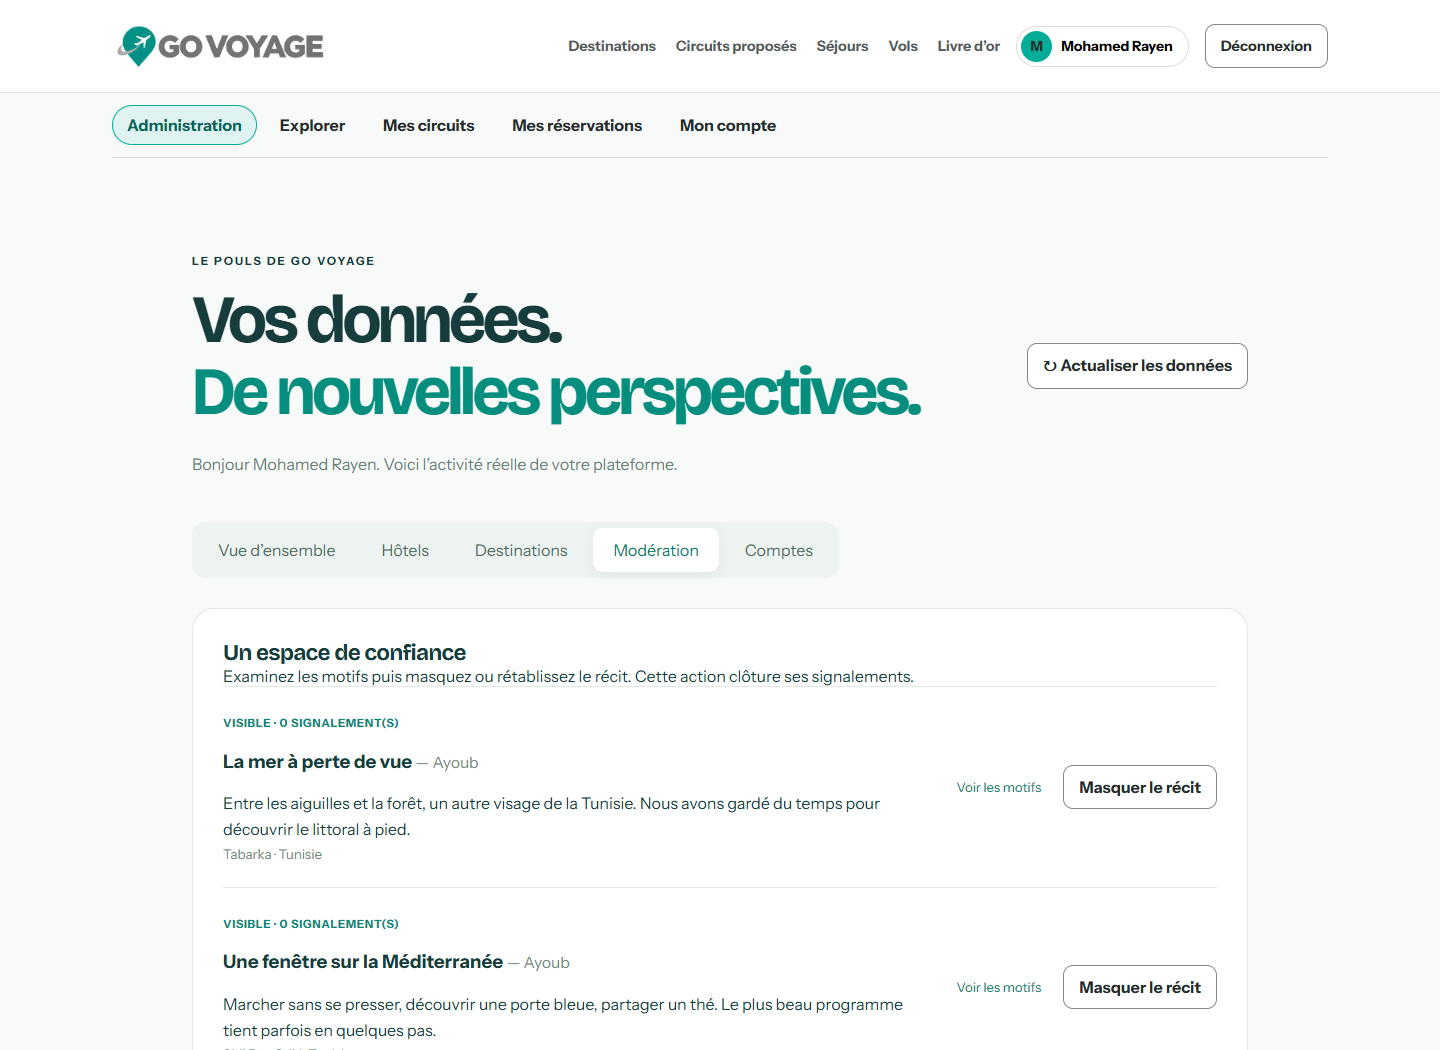 GO VOYAGE
Destinations
Circuits proposés
Séjours
Vols
Livre d’or
M
Mohamed Rayen
Déconnexion
Administration
Explorer
Mes circuits
Mes réservations
Mon compte
LE POULS DE GO VOYAGE
Vos données.
De nouvelles perspectives.
↻ Actualiser les données
Bonjour Mohamed Rayen. Voici l’activité réelle de votre plateforme.
Vue d’ensemble
Hôtels
Destinations
Modération
Comptes
Un espace de confiance
Examinez les motifs puis masquez ou rétablissez le récit. Cette action clôture ses signalements.
VISIBLE · 0 SIGNALEMENT(S)
La mer à perte de vue — Ayoub
Entre les aiguilles et la forêt, un autre visage de la Tunisie. Nous avons gardé du temps pour
découvrir le littoral à pied.
Tabarka · Tunisie
Voir les motifs
Masquer le récit
VISIBLE · 0 SIGNALEMENT(S)
Une fenêtre sur la Méditerranée — Ayoub
Marcher sans se presser, découvrir une porte bleue, partager un thé. Le plus beau programme
tient parfois en quelques pas.
Voir les motifs
Masquer le récit